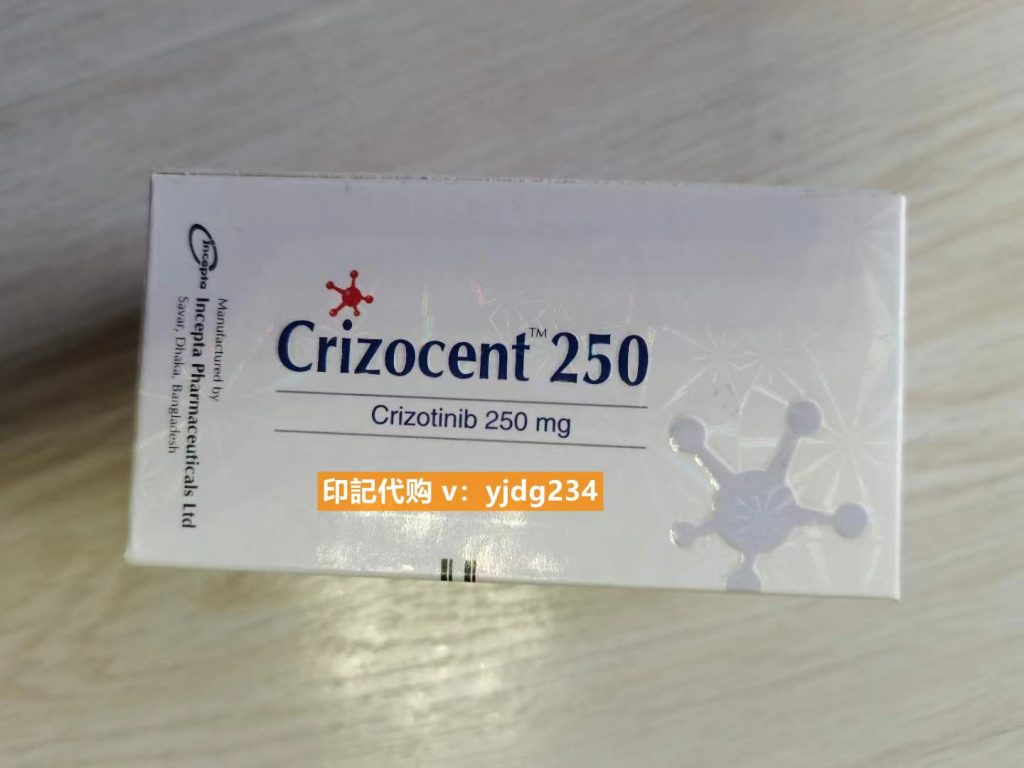 Incepta
Manufactured by
Incepta Pharmaceuticals Ltd
Savar, Dhaka, Bangladesh
Crizocent™ 250
Crizotinib 250 mg
印記代购 v：yjdg234